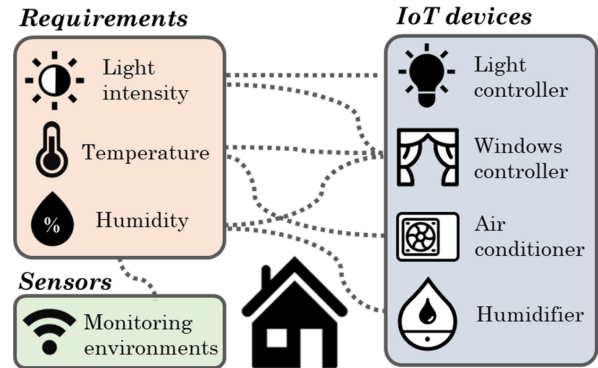 Requirements
Light
intensity
Temperature
%
Humidity
Sensors
Monitoring
environments
IoT devices
Light
controller
Windows
controller
Air
conditioner
Humidifier